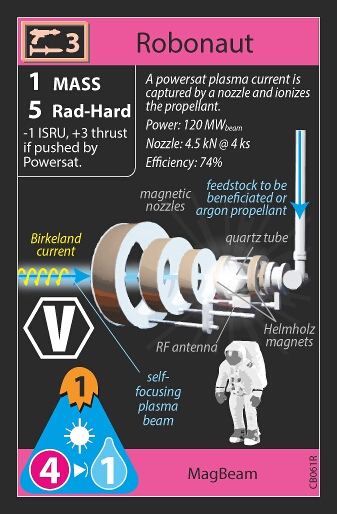 3
Robonaut
1 MASS
5 Rad-Hard
-1 ISRU, +3 thrust
if pushed by
Powersat.
A powersat plasma current is
captured by a nozzle and ionizes
the propellant.
Power: 120 MWbeam
Nozzle: 4.5 kN @ 4 ks
Efficiency: 74%
magnetic
nozzles
feedstock to be
beneficiated or
argon propellant
Birkeland
current
quartz tube
V
RF antenna
Helmholz
magnets
self-
focusing
plasma
beam
1
4
1
MagBeam
CB061R